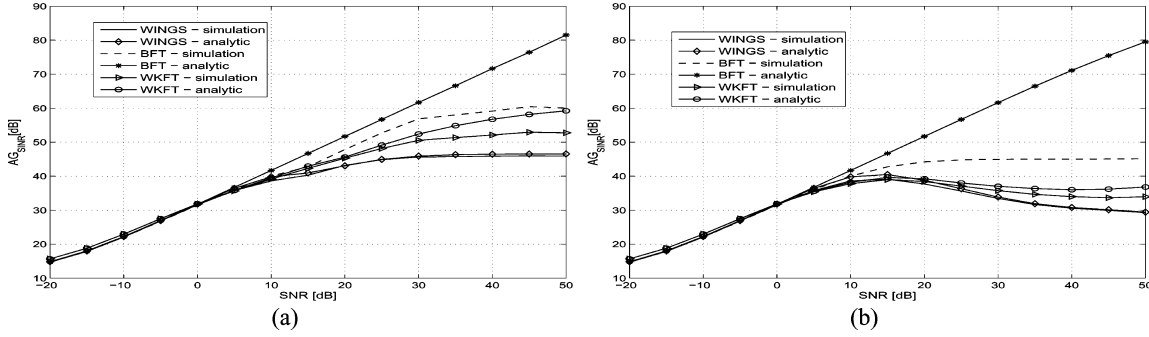 90
80
70
60
50
40
30
20
10
AG_SINR[dB]
WINGS – simulation
WINGS – analytic
BFT – simulation
BFT – analytic
WKFT – simulation
WKFT – analytic
−20 −10 0 10 20 30 40 50
SNR [dB]
(a)
90
80
70
60
50
40
30
20
10
AG_SINR[dB]
WINGS – simulation
WINGS – analytic
BFT – simulation
BFT – analytic
WKFT – simulation
WKFT – analytic
−20 −10 0 10 20 30 40 50
SNR [dB]
(b)